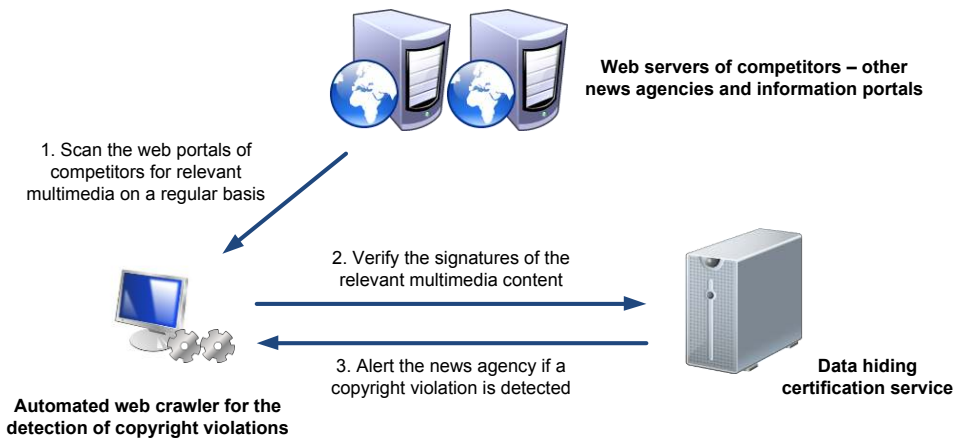 Web servers of competitors – other
news agencies and information portals
1. Scan the web portals of
competitors for relevant
multimedia on a regular basis
2. Verify the signatures of the
relevant multimedia content
3. Alert the news agency if a
copyright violation is detected
Data hiding
certification service
Automated web crawler for the
detection of copyright violations